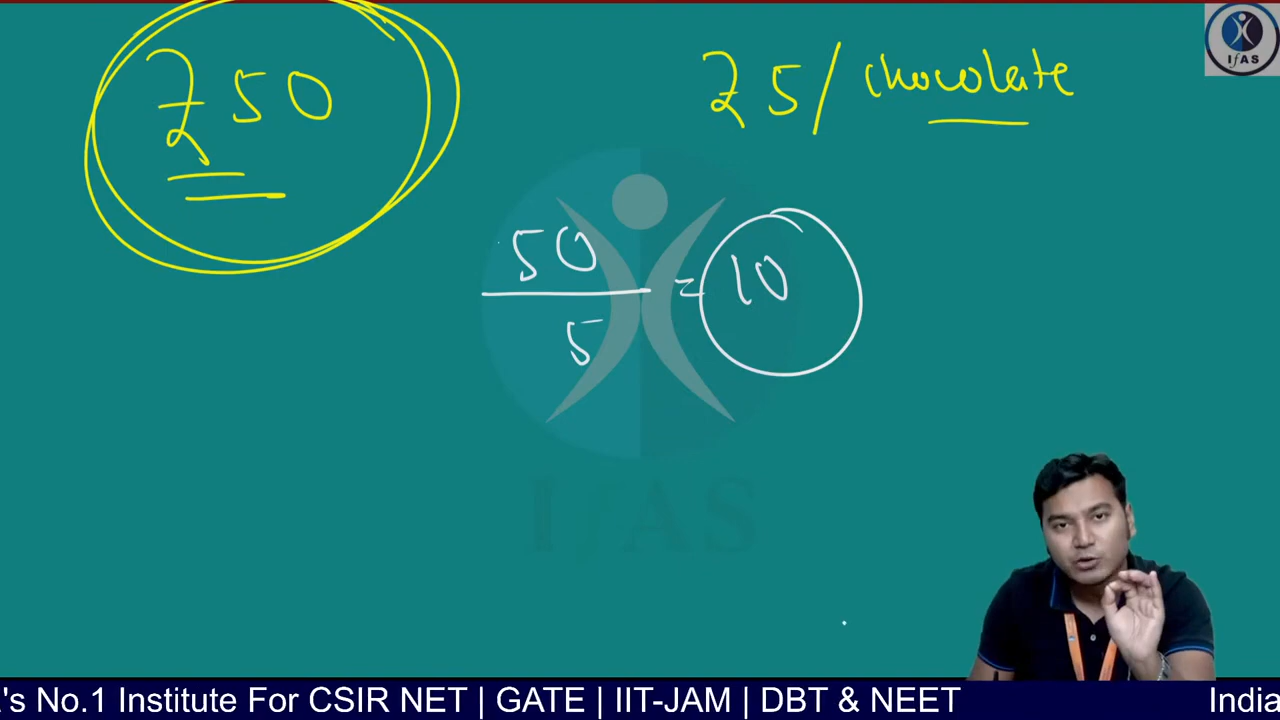 ₹ 50
₹ 5/ chocolate
50
5
= 10
IfAS
IfAS
's No.1 Institute For CSIR NET | GATE | IIT-JAM | DBT & NEET
India